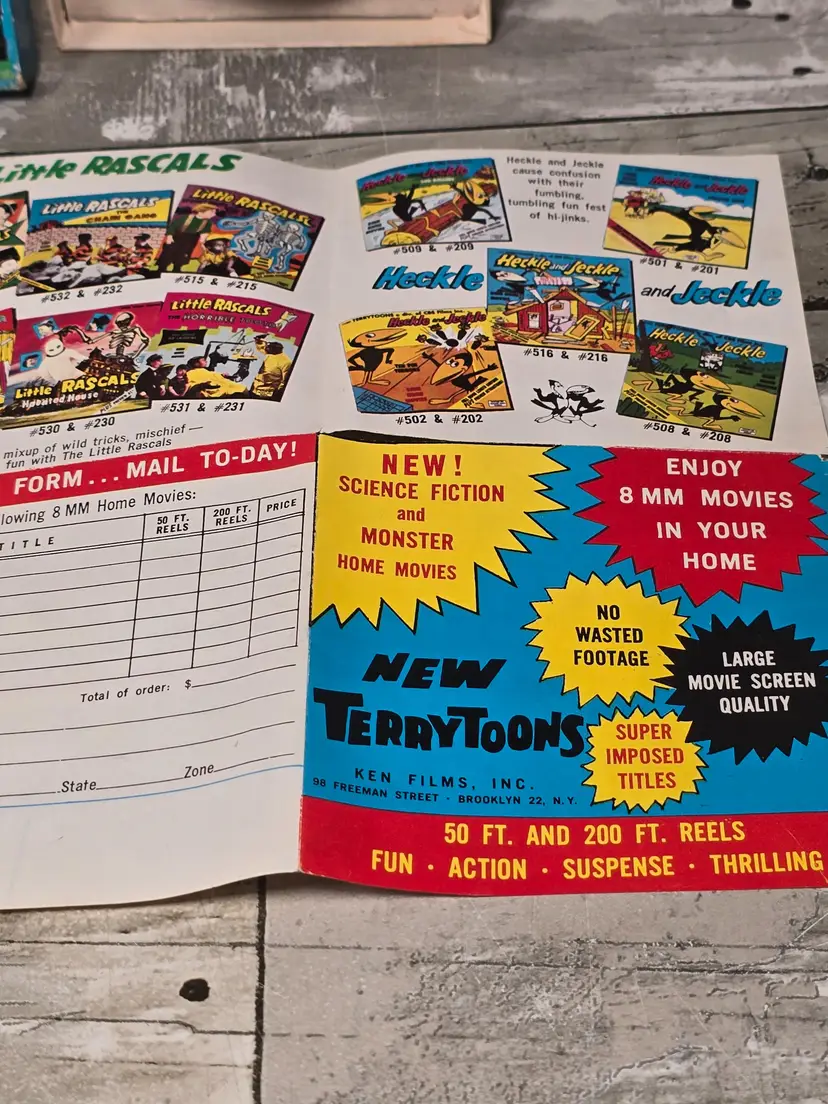 Little RASCALS
Little RASCALS
THE
CHAIN GANG
#532 & #232
Little RASCALS
#515 & #215
Little RASCALS
Haunted House
#530 & #230
Little RASCALS
THE HORRIBLE
#531 & #231
mixup of wild tricks, mischief —
fun with The Little Rascals
Heckle and Jeckle
#509 & #209
Heckle and Jeckle
cause confusion
with their
fumbling,
tumbling fun fest
of hi-jinks.
Heckle and Jeckle
#501 & #201
Heckle
Heckle and Jeckle
#516 & #216
and Jeckle
TERRYTOONS
Heckle and Jeckle
#502 & #202
Heckle Jeckle
#508 & #208
FORM... MAIL TO-DAY!
lowing 8 MM Home Movies:
TITLE
50 FT.
REELS
200 FT.
REELS
PRICE
Total of order: $
State
Zone
NEW!
SCIENCE FICTION
and
MONSTER
HOME MOVIES
ENJOY
8 MM MOVIES
IN YOUR
HOME
NO
WASTED
FOOTAGE
LARGE
MOVIE SCREEN
QUALITY
NEW
TERRYTOONS
SUPER
IMPOSED
TITLES
KEN FILMS, INC.
98 FREEMAN STREET · BROOKLYN 22, N.Y.
50 FT. AND 200 FT. REELS
FUN · ACTION · SUSPENSE · THRILLING